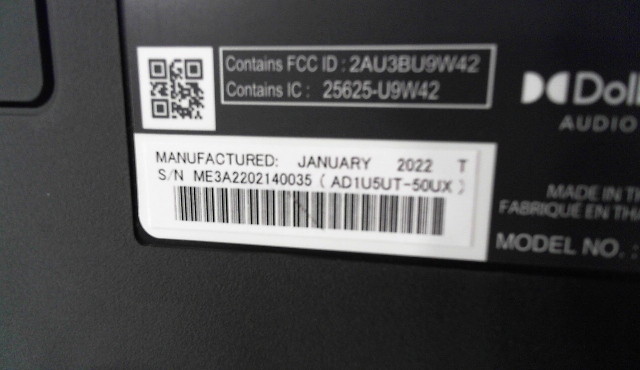 Contains FCC ID : 2AU3BU9W42
Contains IC : 25625-U9W42
AUDIO
MANUFACTURED: JANUARY 2022 T
S/N ME3A2202140035 ( AD1U5UT-50UX )
MADE IN
FABRIQUÉ EN
MODEL NO. :